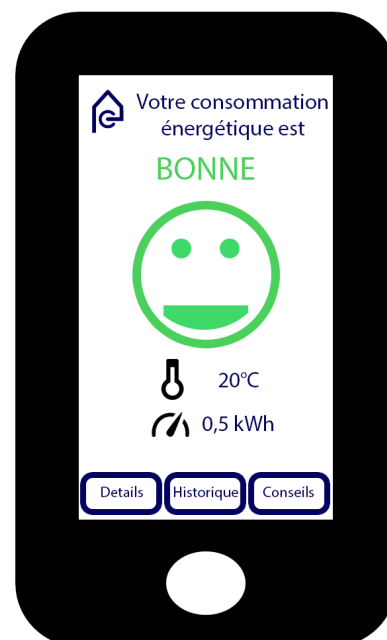 Votre consommation
énergétique est
BONNE
20°C
0,5 kWh
Details
Historique
Conseils